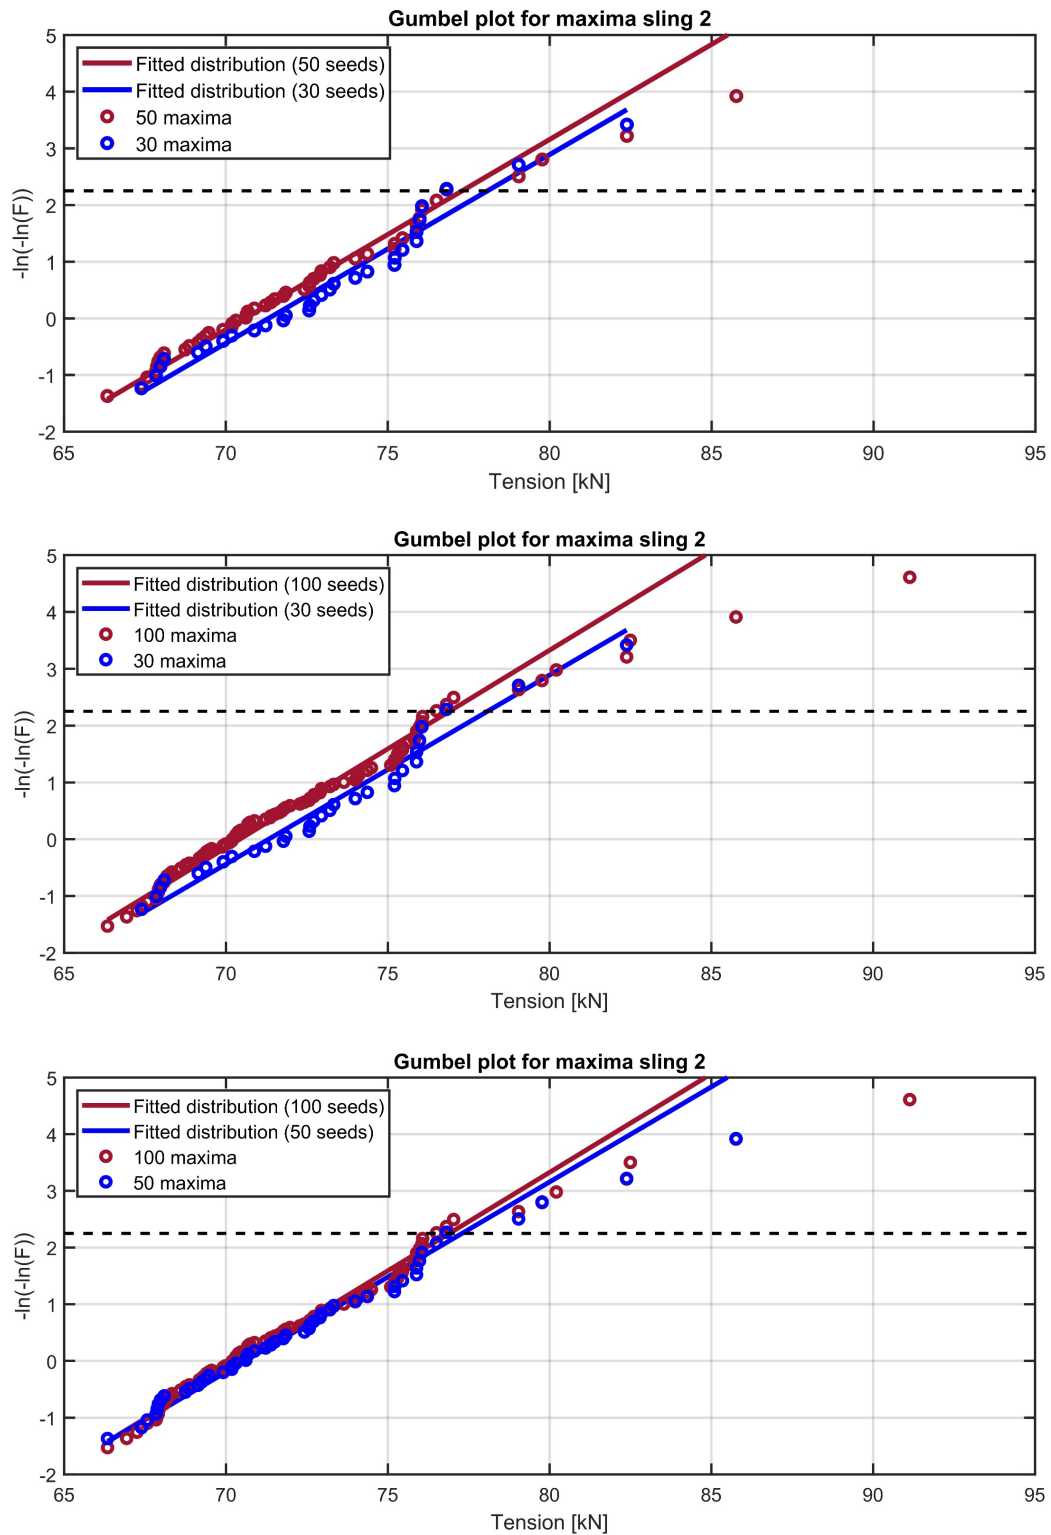 Gumbel plot for maxima sling 2
5
4
3
2
1
0
-1
-2
-ln(-ln(F))
Fitted distribution (50 seeds)
Fitted distribution (30 seeds)
50 maxima
30 maxima
65 70 75 80 85 90 95
Tension [kN]
Gumbel plot for maxima sling 2
5
4
3
2
1
0
-1
-2
-ln(-ln(F))
Fitted distribution (100 seeds)
Fitted distribution (30 seeds)
100 maxima
30 maxima
65 70 75 80 85 90 95
Tension [kN]
Gumbel plot for maxima sling 2
5
4
3
2
1
0
-1
-2
-ln(-ln(F))
Fitted distribution (100 seeds)
Fitted distribution (50 seeds)
100 maxima
50 maxima
65 70 75 80 85 90 95
Tension [kN]